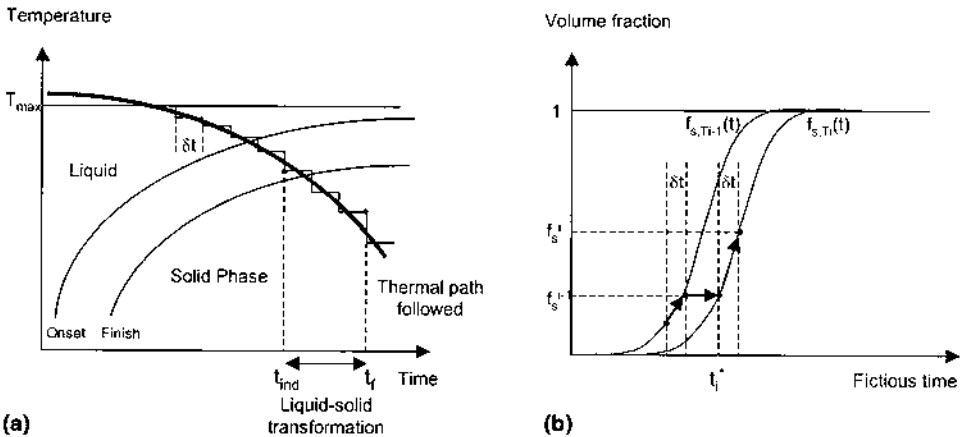 Temperature
T_max
δt
Liquid
Solid Phase
Thermal path
followed
Onset
Finish
t_ind
t_f
Time
Liquid-solid
transformation
(a)
Volume fraction
1
f_s,Ti-1(t)
f_s,Ti(t)
δt
δt
f_s^i
f_s^i-1
t_i*
Fictious time
(b)